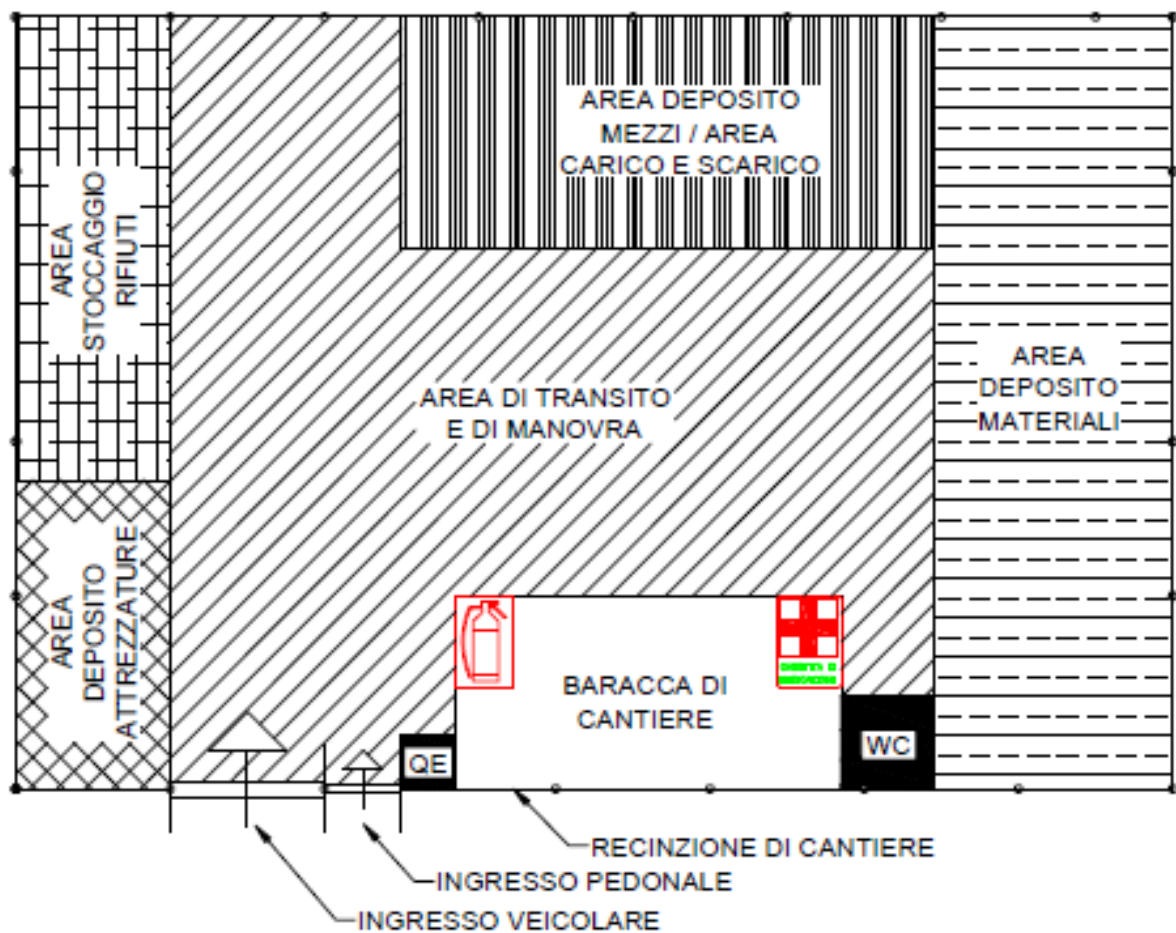 AREA DEPOSITO
MEZZI / AREA
CARICO E SCARICO
AREA
STOCCAGGIO
RIFIUTI
AREA DI TRANSITO
E DI MANOVRA
AREA
DEPOSITO
MATERIALI
AREA
DEPOSITO
ATTREZZATURE
BARACCA DI
CANTIERE
QE
WC
RECINZIONE DI CANTIERE
INGRESSO PEDONALE
INGRESSO VEICOLARE